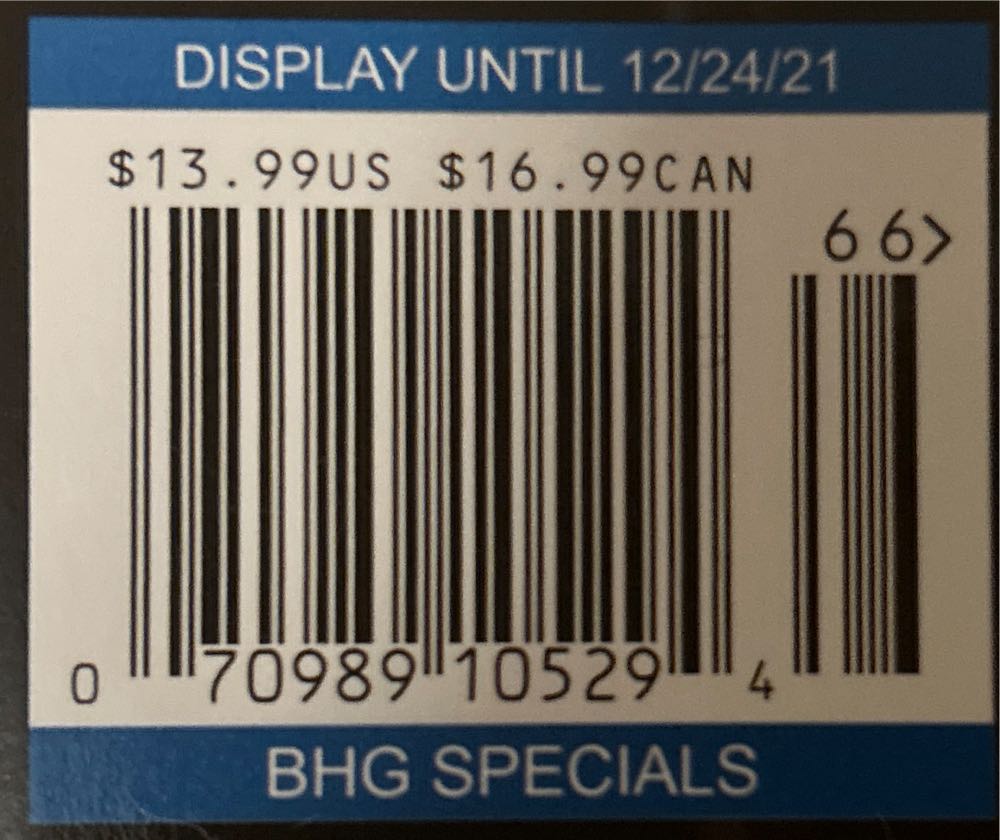 DISPLAY UNTIL 12/24/21
$13.99US $16.99CAN
66>
0 70989 10529 4
BHG SPECIALS